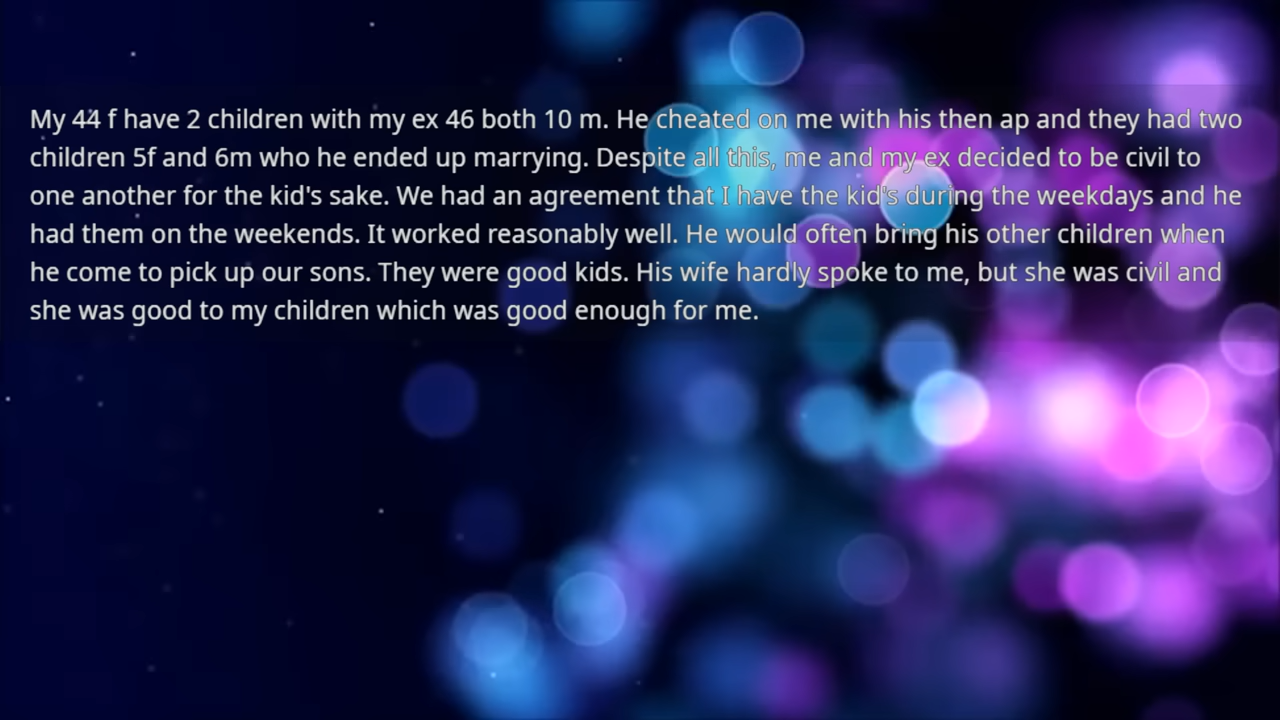 My 44 f have 2 children with my ex 46 both 10 m. He cheated on me with his then ap and they had two
children 5f and 6m who he ended up marrying. Despite all this, me and my ex decided to be civil to
one another for the kid's sake. We had an agreement that I have the kid's during the weekdays and he
had them on the weekends. It worked reasonably well. He would often bring his other children when
he come to pick up our sons. They were good kids. His wife hardly spoke to me, but she was civil and
she was good to my children which was good enough for me.